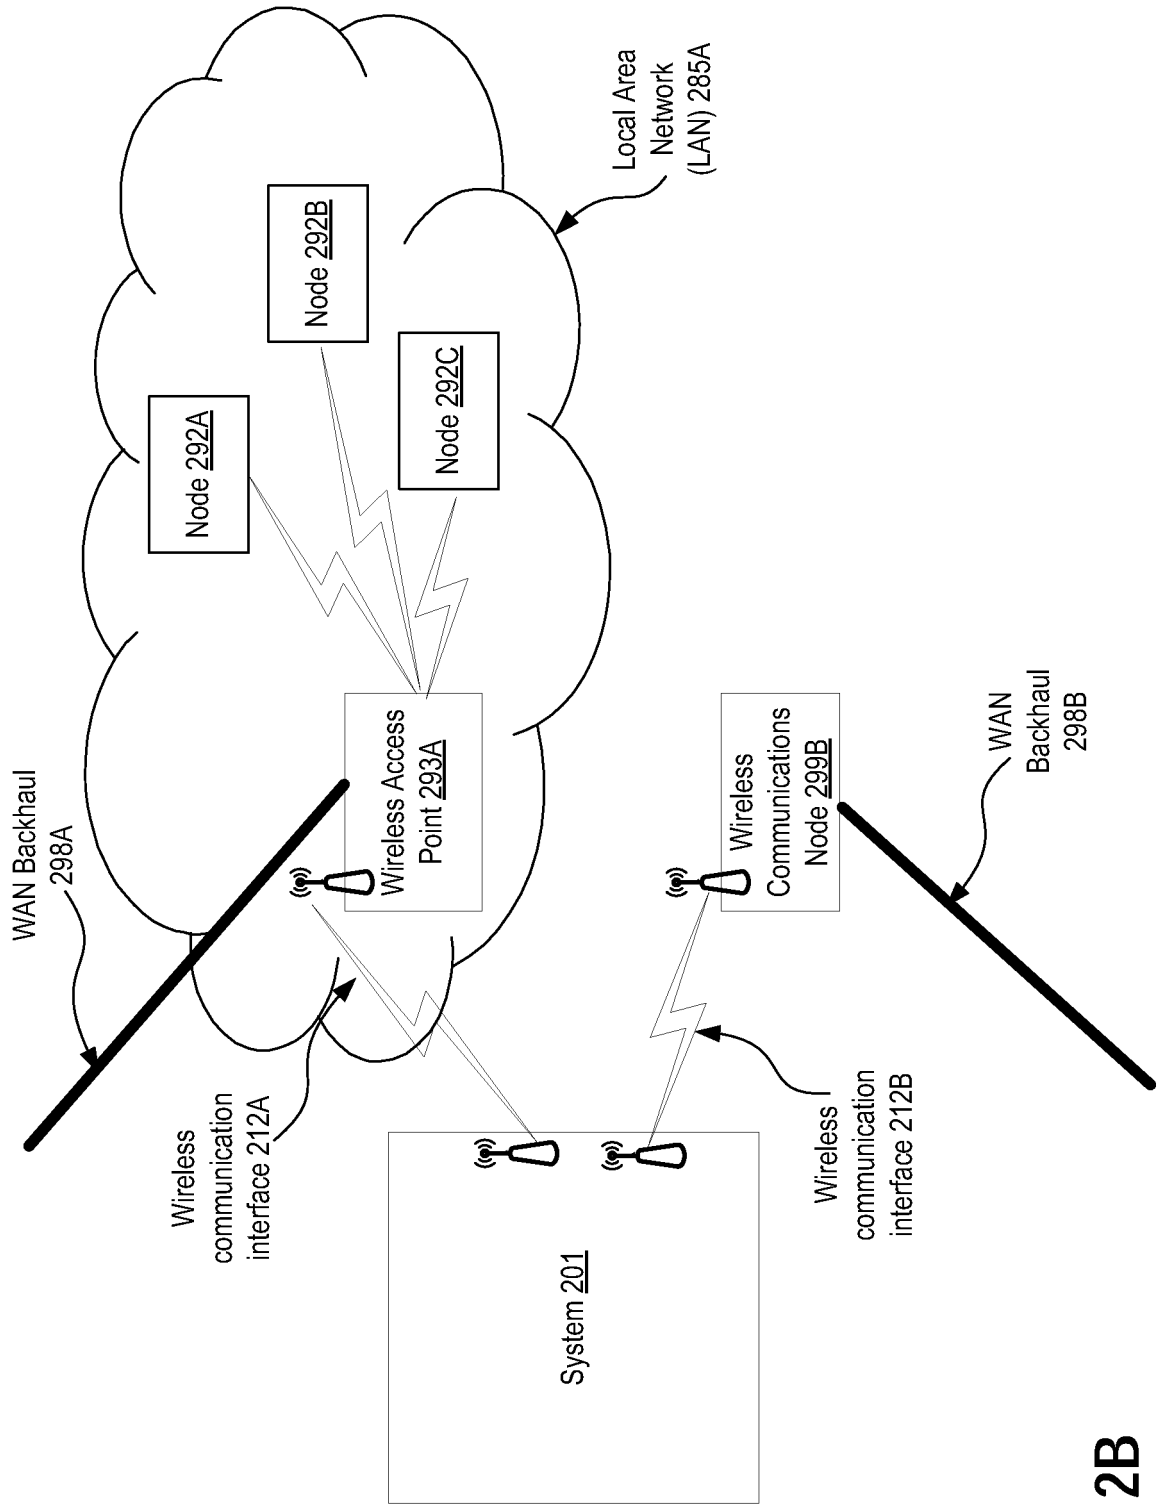 WAN Backhaul
298A
Wireless
communication
interface 212A
System 201
Wireless Access
Point 293A
Node 292A
Node 292B
Node 292C
Local Area
Network
(LAN) 285A
Wireless
Communications
Node 299B
Wireless
communication
interface 212B
WAN
Backhaul
298B
2B